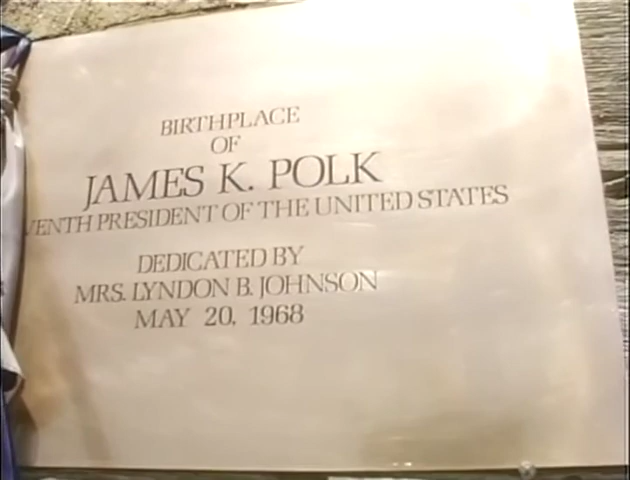 BIRTHPLACE
OF
JAMES K. POLK
VENTH PRESIDENT OF THE UNITED STATES
DEDICATED BY
MRS. LYNDON B. JOHNSON
MAY 20, 1968